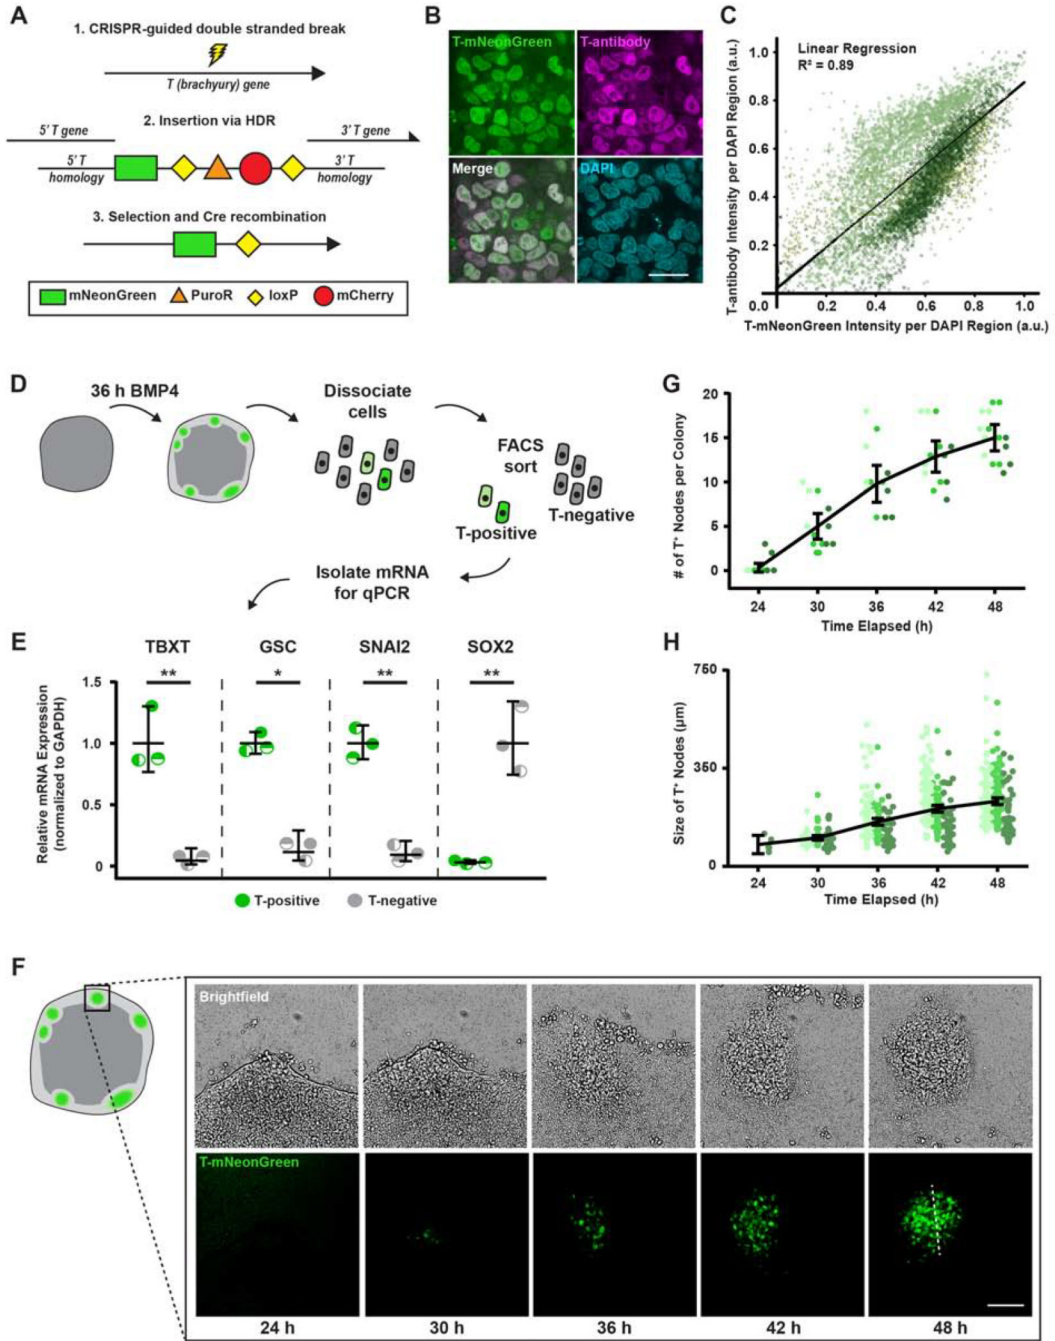 A
1. CRISPR-guided double stranded break
T (brachyury) gene
2. Insertion via HDR
5' T gene
3' T gene
5' T
homology
3' T
homology
3. Selection and Cre recombination
mNeonGreen
PuroR
loxP
mCherry
B
T-mNeonGreen
T-antibody
Merge
DAPI
C
Linear Regression
R² = 0.89
T-antibody Intensity per DAPI Region (a.u.)
1.0
0.8
0.6
0.4
0.2
0.0
0.2
0.4
0.6
0.8
1.0
T-mNeonGreen Intensity per DAPI Region (a.u.)
D
36 h BMP4
Dissociate
cells
FACS
sort
T-positive
T-negative
Isolate mRNA
for qPCR
E
TBXT
GSC
SNAI2
SOX2
**
*
**
**
Relative mRNA Expression
(normalized to GAPDH)
1.5
1.0
0.5
0
T-positive
T-negative
G
# of T⁺ Nodes per Colony
20
15
10
5
0
24
30
36
42
48
Time Elapsed (h)
H
Size of T⁺ Nodes (μm)
750
350
0
24
30
36
42
48
Time Elapsed (h)
F
Brightfield
T-mNeonGreen
24 h
30 h
36 h
42 h
48 h